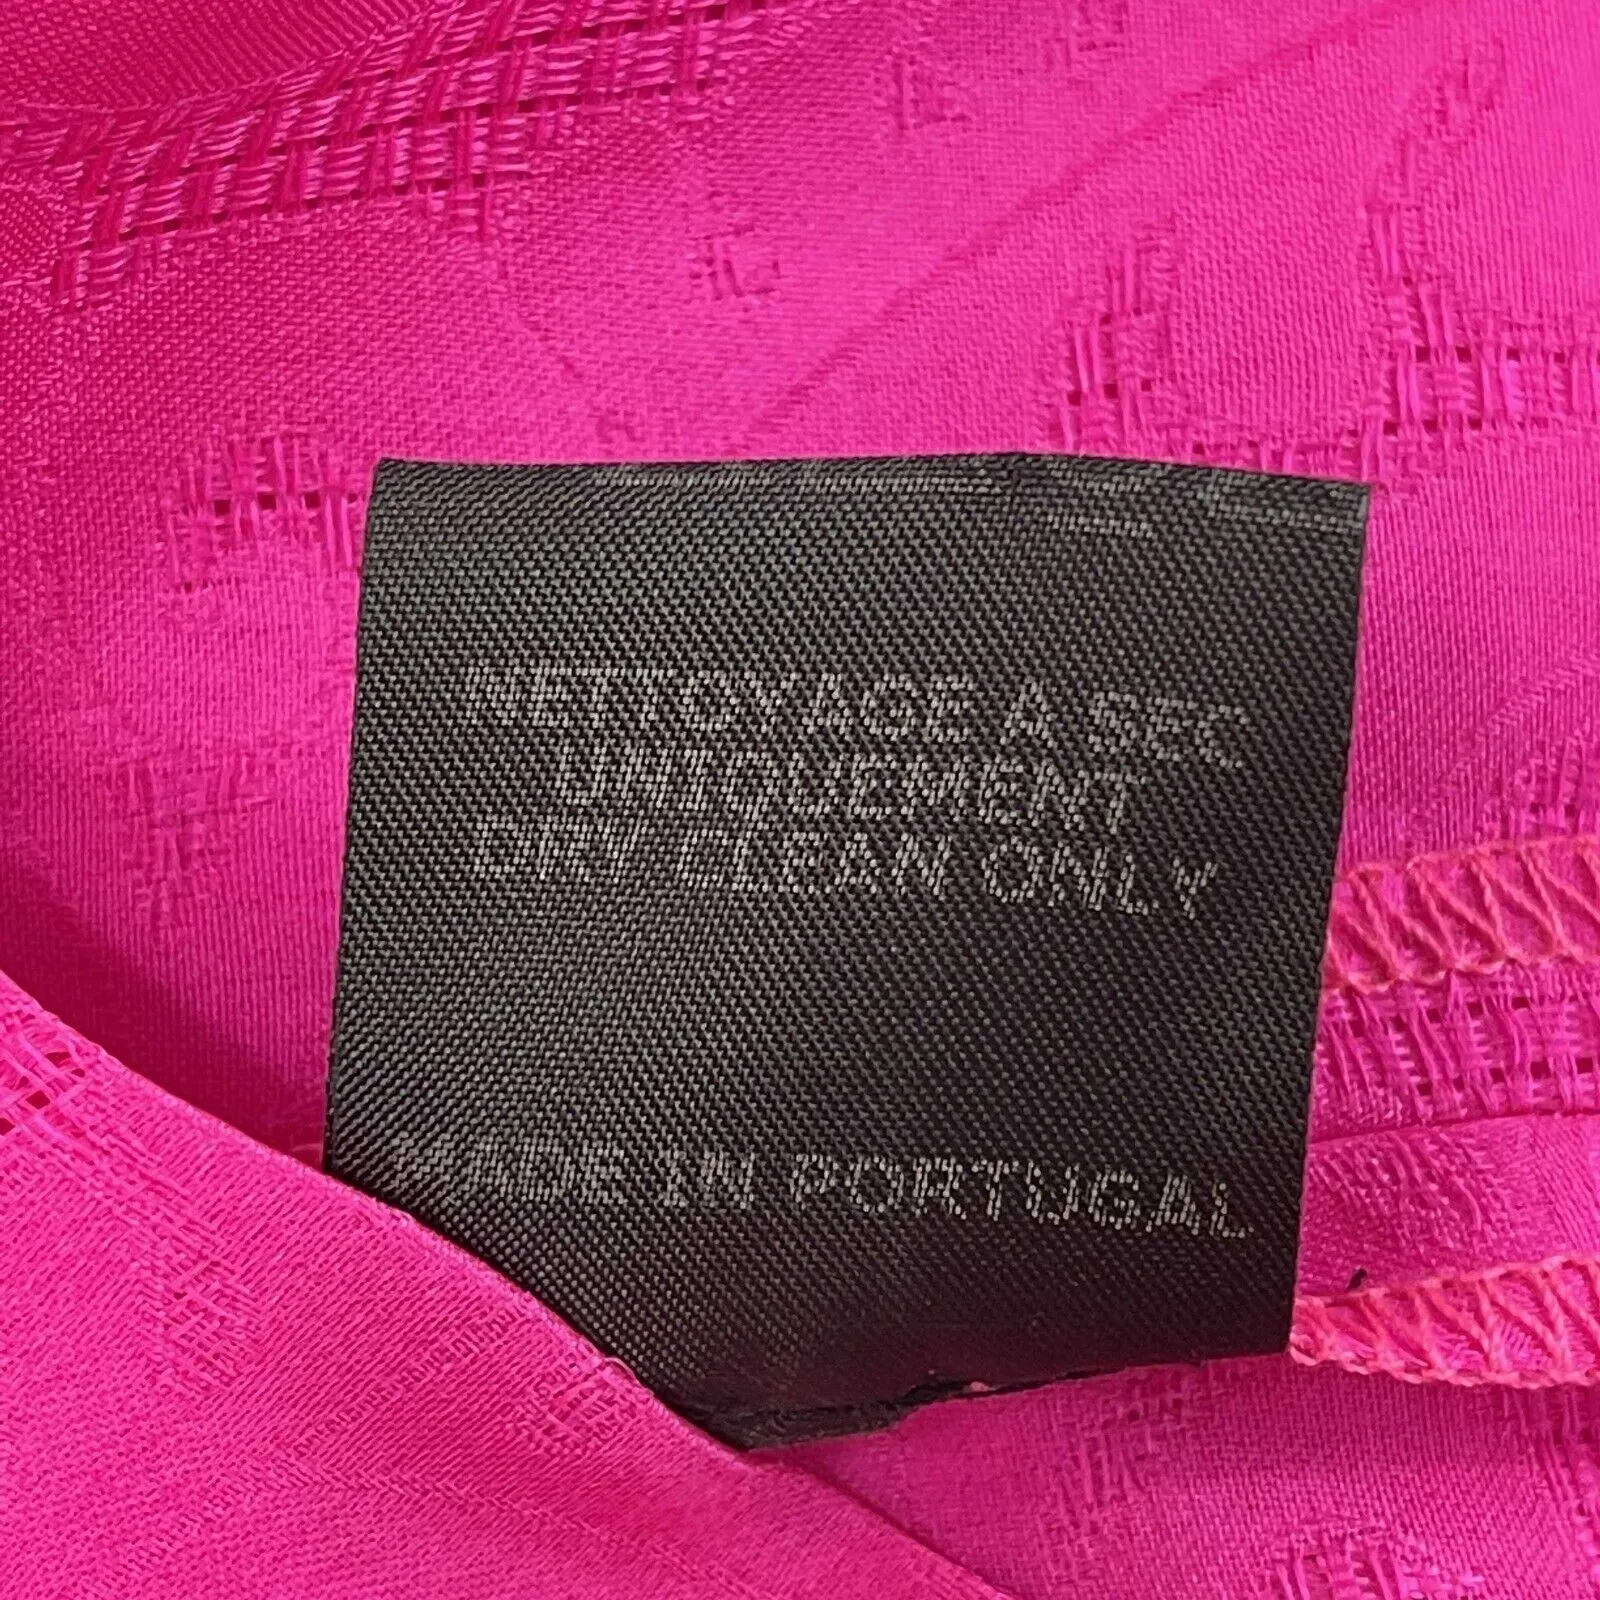 NETTOYAGE A SEC
UNIQUEMENT
DRY CLEAN ONLY
MADE IN PORTUGAL